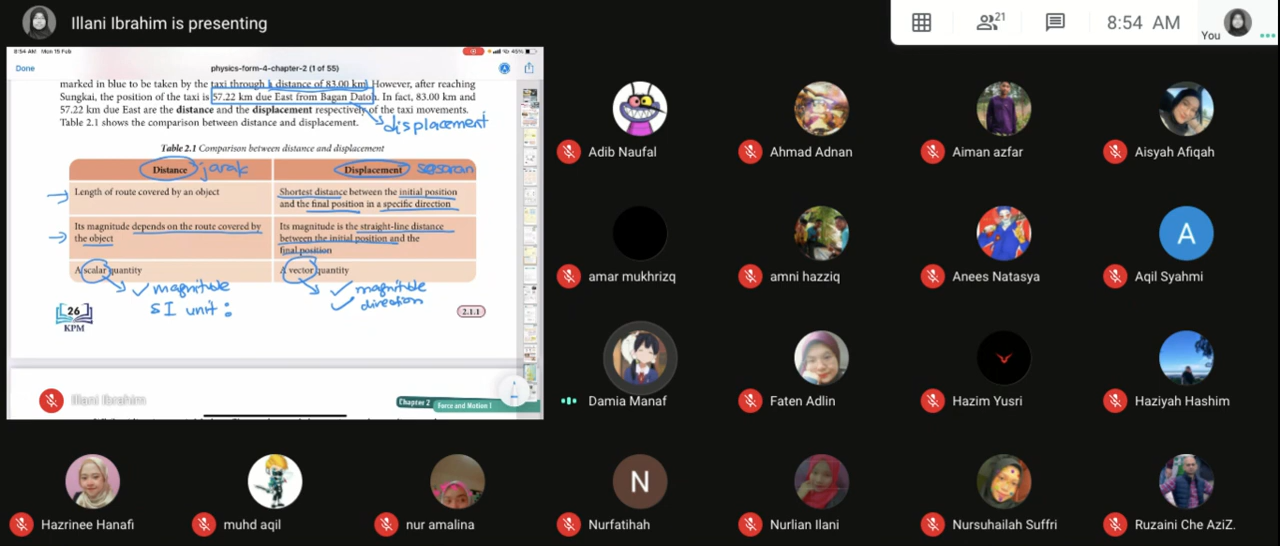 Illani Ibrahim is presenting
21
8:54 AM
You
8:54 AM Mon 15 Feb
45%
Done
physics-form-4-chapter-2 (1 of 55)
marked in blue to be taken by the taxi through a distance of 83.00 km. However, after reaching
Sungkai, the position of the taxi is 57.22 km due East from Bagan Datoh. In fact, 83.00 km and
57.22 km due East are the distance and the displacement respectively of the taxi movements.
Table 2.1 shows the comparison between distance and displacement.
displacement
Table 2.1 Comparison between distance and displacement
Distance jarak
Displacement sesaran
Length of route covered by an object
Shortest distance between the initial position
and the final position in a specific direction
Its magnitude depends on the route covered by
the object
Its magnitude is the straight-line distance
between the initial position and the
final position
A scalar quantity
A vector quantity
✓ magnitude
SI unit :
✓ magnitude
✓ direction
26
KPM
2.1.1
Illani Ibrahim
Chapter 2 Force and Motion I
Adib Naufal
Ahmad Adnan
Aiman azfar
Aisyah Afiqah
amar mukhrizq
amni hazziq
Anees Natasya
A
Aqil Syahmi
Damia Manaf
Faten Adlin
Hazim Yusri
Haziyah Hashim
Hazrinee Hanafi
muhd aqil
nur amalina
N
Nurfatihah
Nurlian Ilani
Nursuhailah Suffri
Ruzaini Che AziZ.